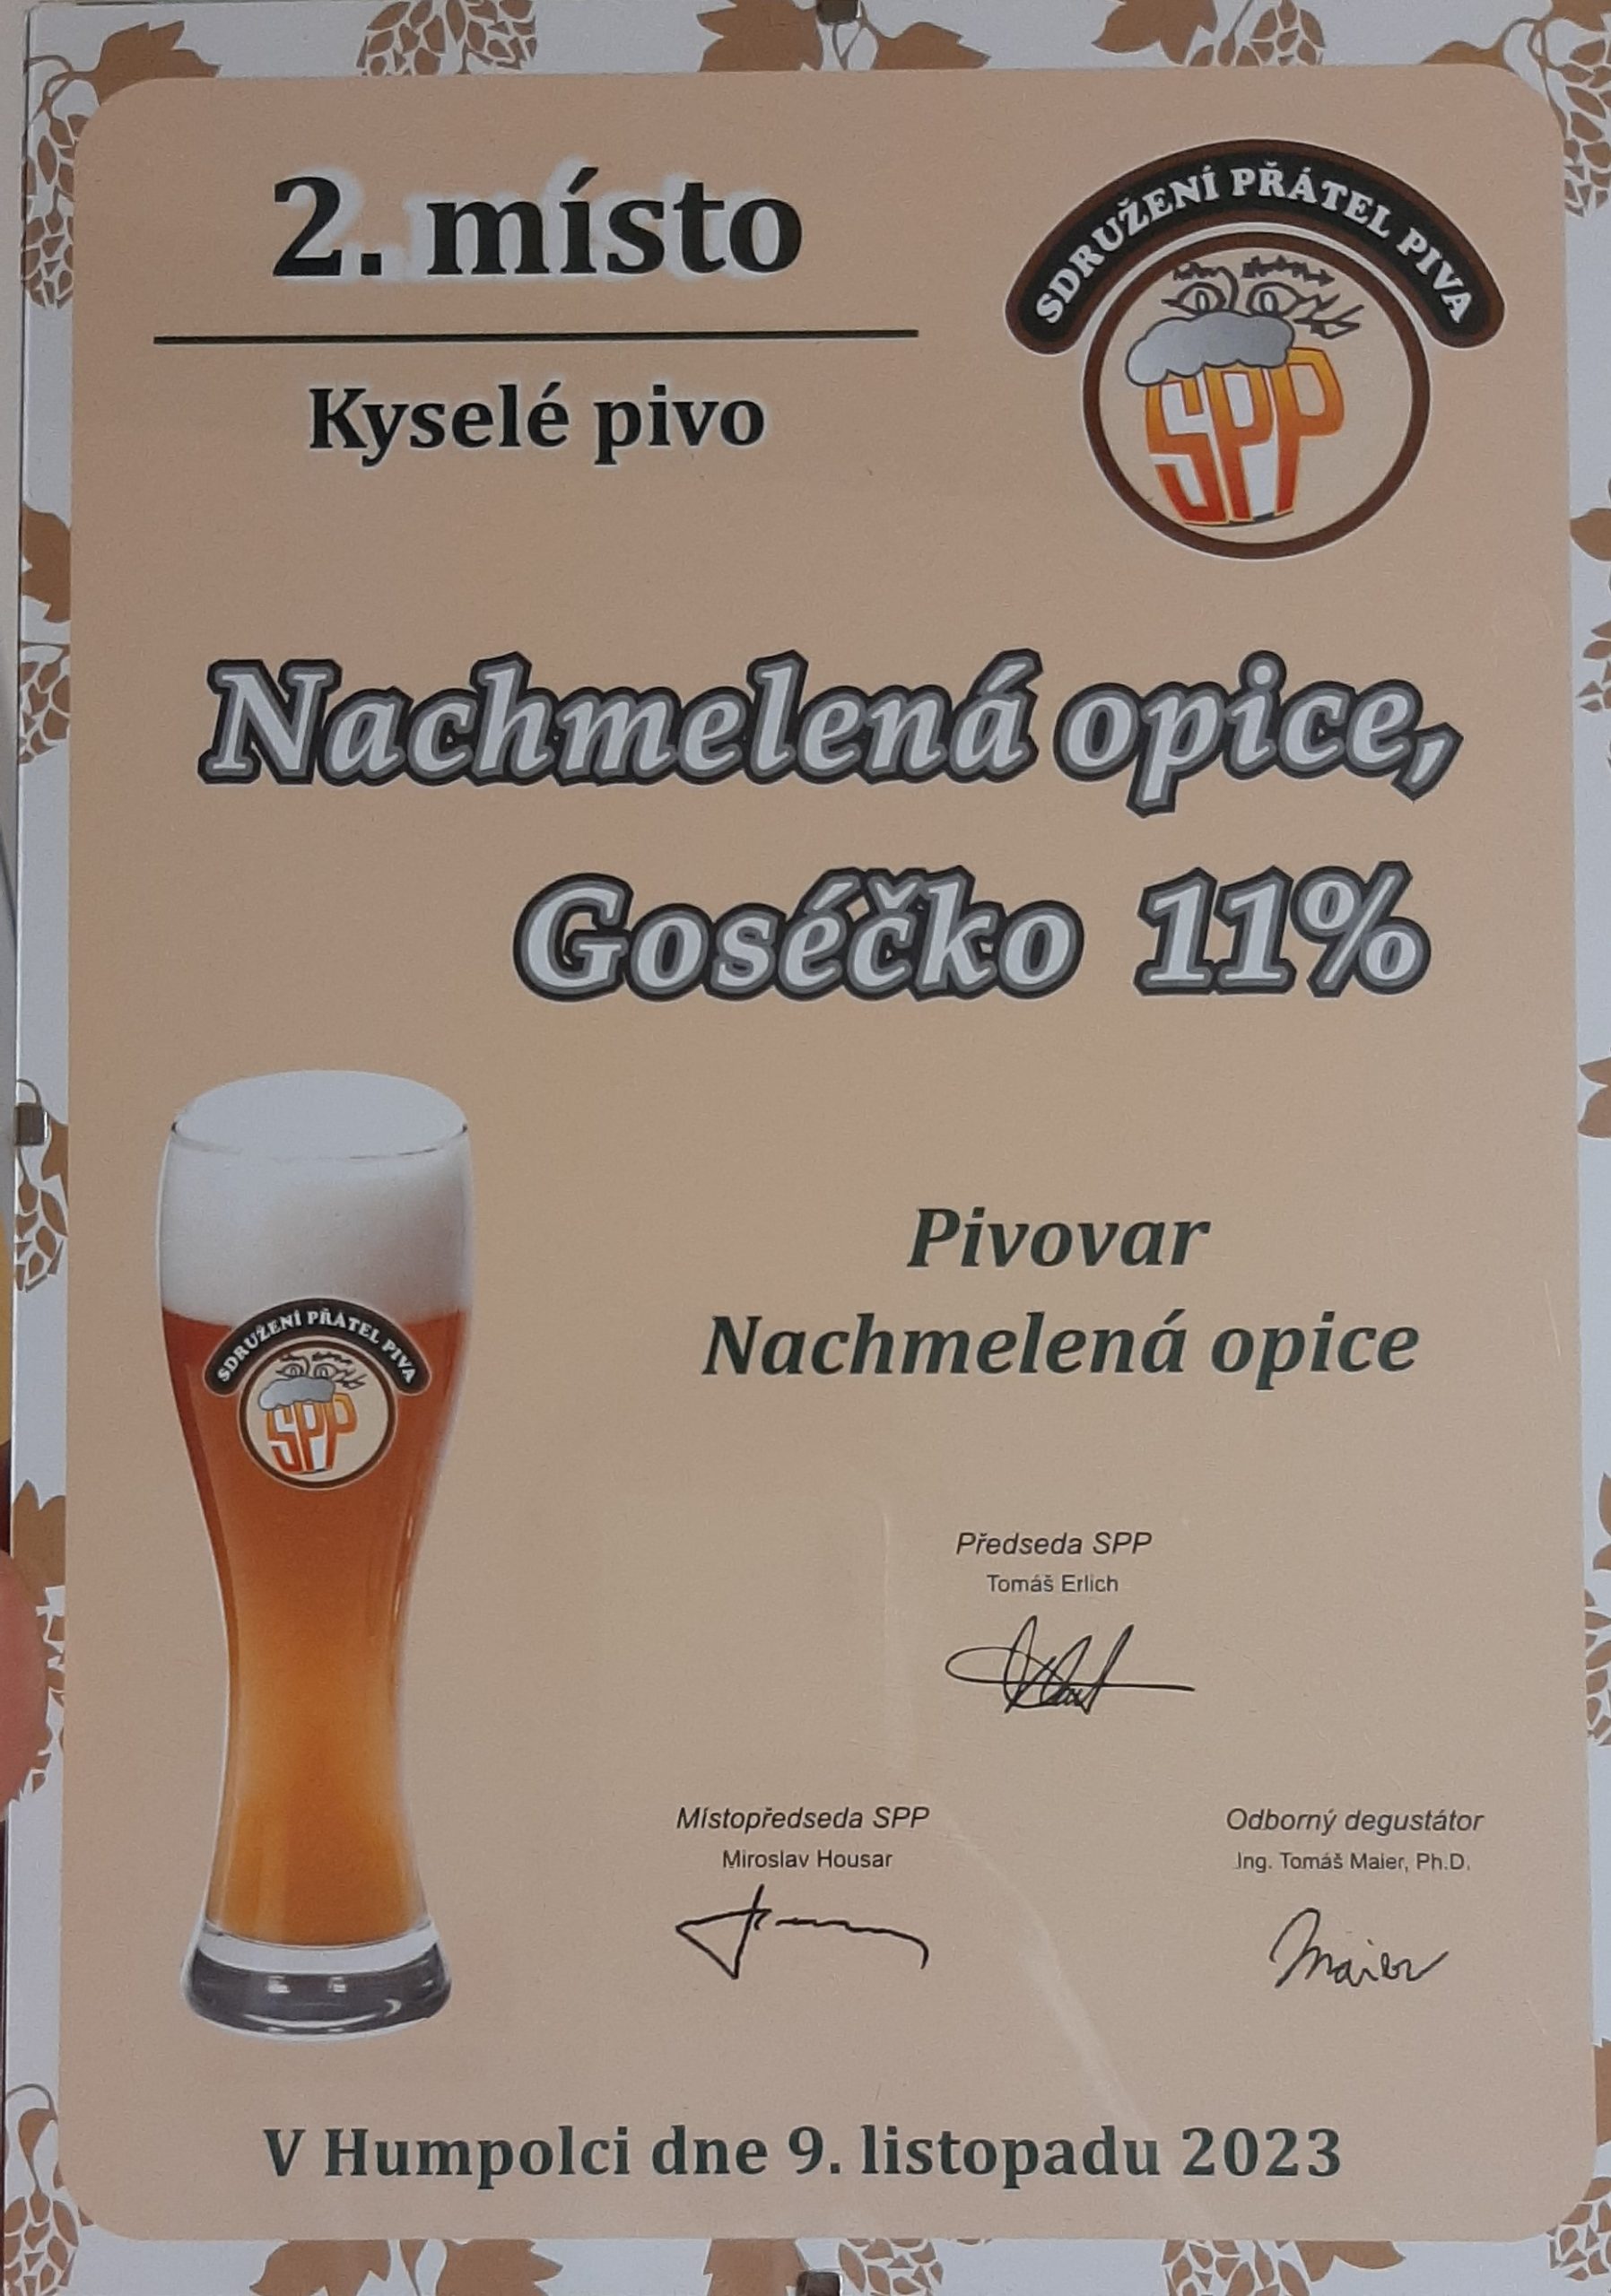 2. místo
SDRUŽENÍ PŘÁTEL PIVA
SPP
Kyselé pivo
Nachmelená opice,
Goséčko 11%
Pivovar
Nachmelená opice
SDRUŽENÍ PŘÁTEL PIVA
SPP
Předseda SPP
Tomáš Erlich
Místopředseda SPP
Miroslav Housar
Odborný degustátor
Ing. Tomáš Maier, Ph.D.
Maier
V Humpolci dne 9. listopadu 2023